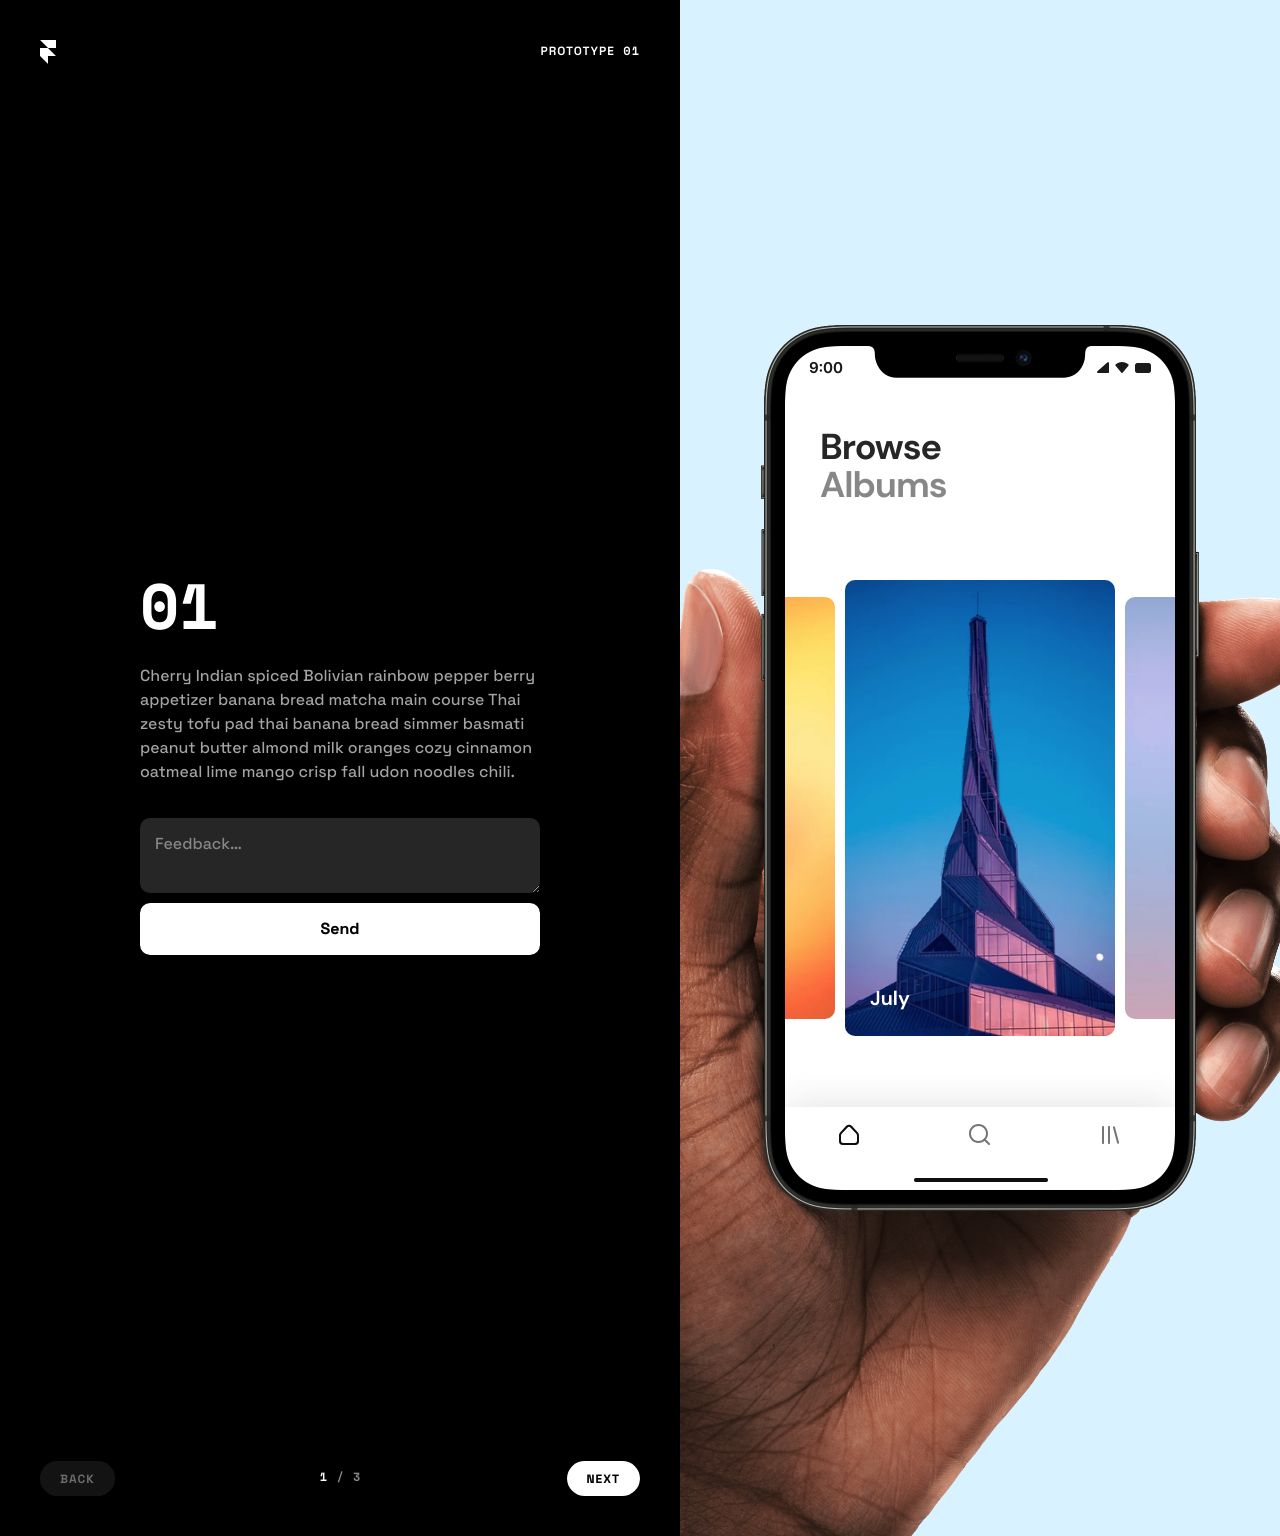 PROTOTYPE 01
01
Cherry Indian spiced Bolivian rainbow pepper berry
appetizer banana bread matcha main course Thai
zesty tofu pad thai banana bread simmer basmati
peanut butter almond milk oranges cozy cinnamon
oatmeal lime mango crisp fall udon noodles chili.
Feedback...
Send
BACK
1 / 3
NEXT
9:00
Browse
Albums
July